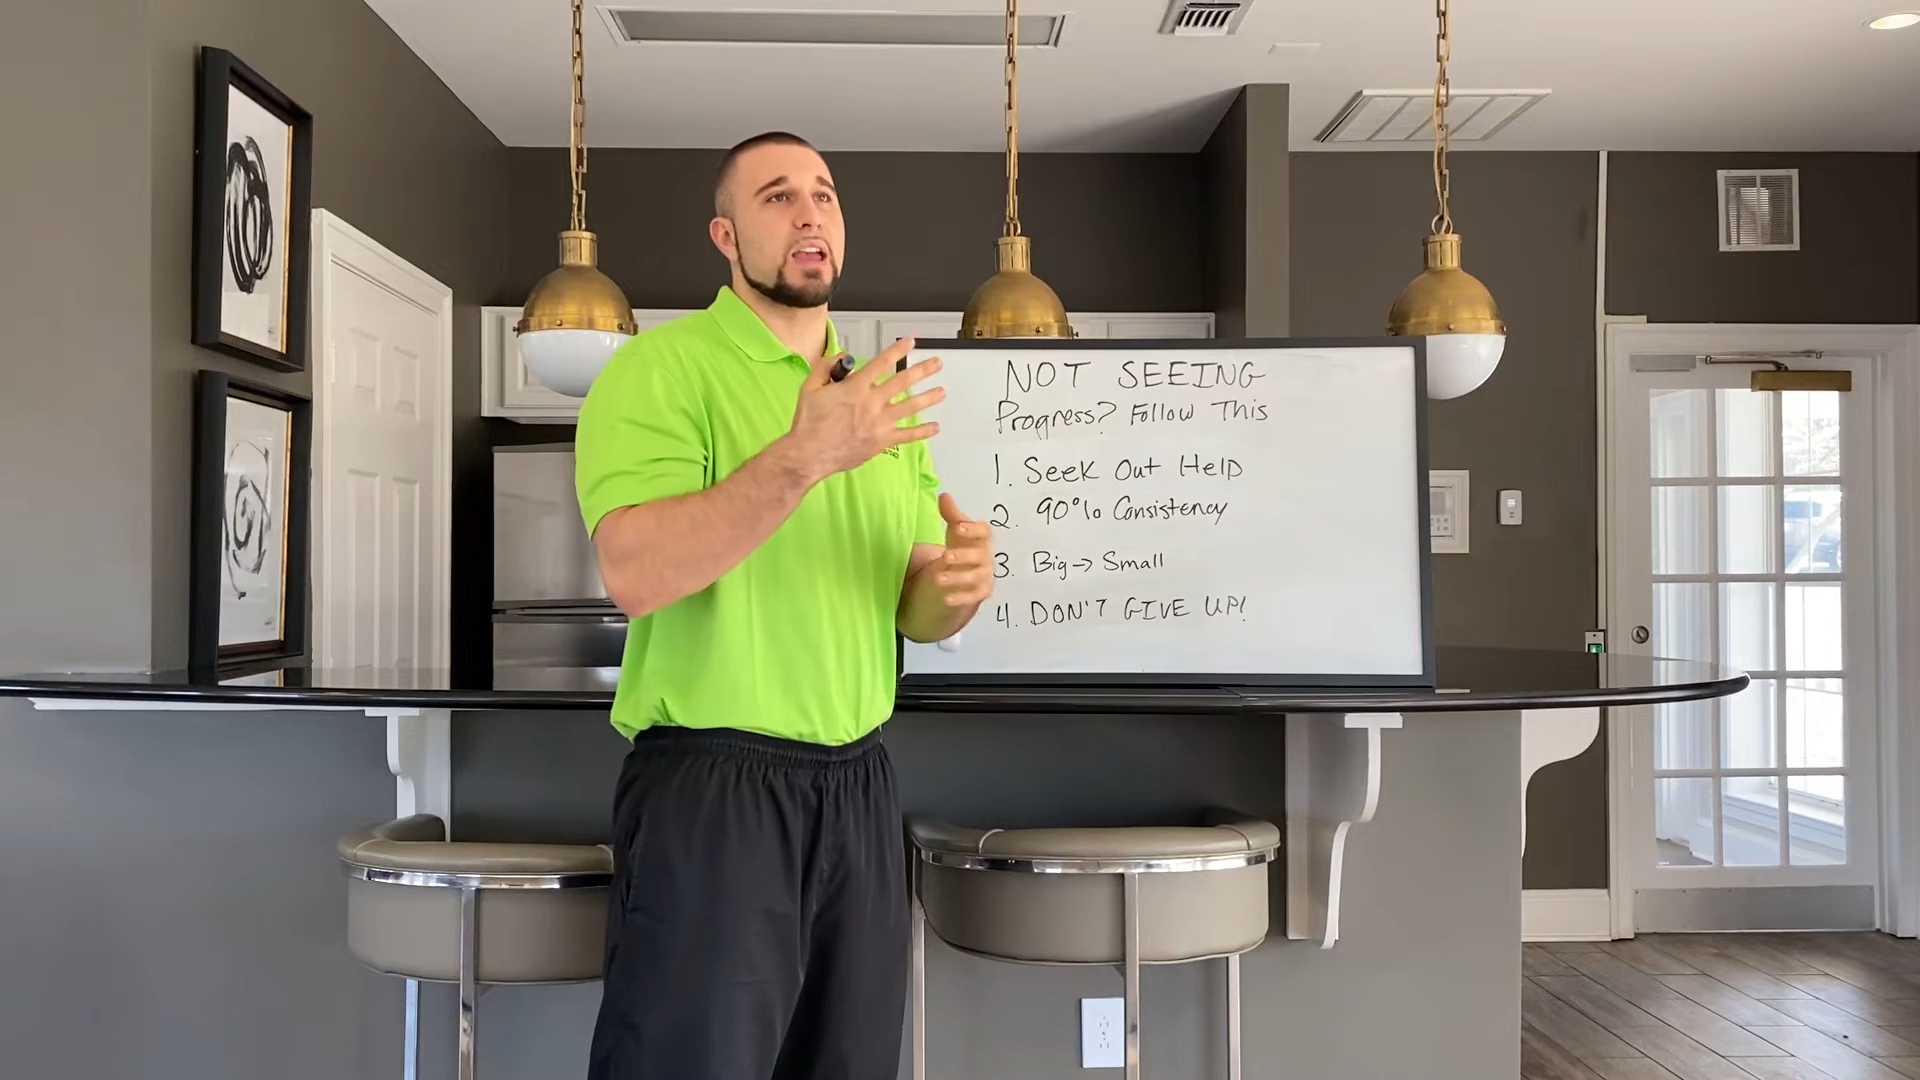 NOT SEEING
Progress? Follow This
1. Seek Out Help
2. 90% Consistency
3. Big → Small
4. DON'T GIVE UP!